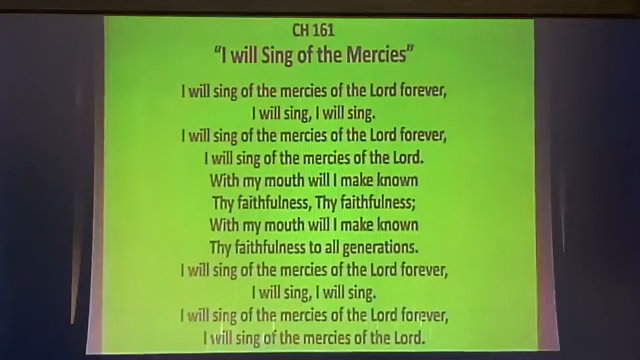 CH 161
“I will Sing of the Mercies”
I will sing of the mercies of the Lord forever,
I will sing, I will sing.
I will sing of the mercies of the Lord forever,
I will sing of the mercies of the Lord.
With my mouth will I make known
Thy faithfulness, Thy faithfulness;
With my mouth will I make known
Thy faithfulness to all generations.
I will sing of the mercies of the Lord forever,
I will sing, I will sing.
I will sing of the mercies of the Lord forever,
I will sing of the mercies of the Lord.